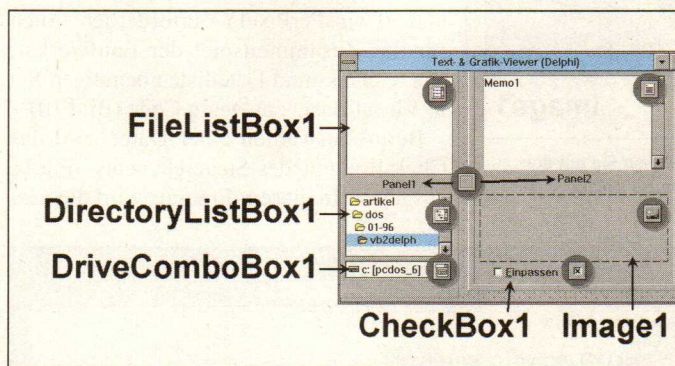 Text- & Grafik-Viewer (Delphi)
Memo1
FileListBox1
Panel1
Panel2
artikel
dos
01-96
vb2delph
DirectoryListBox1
c: [pcdos_6]
DriveComboBox1
Einpassen
CheckBox1
Image1